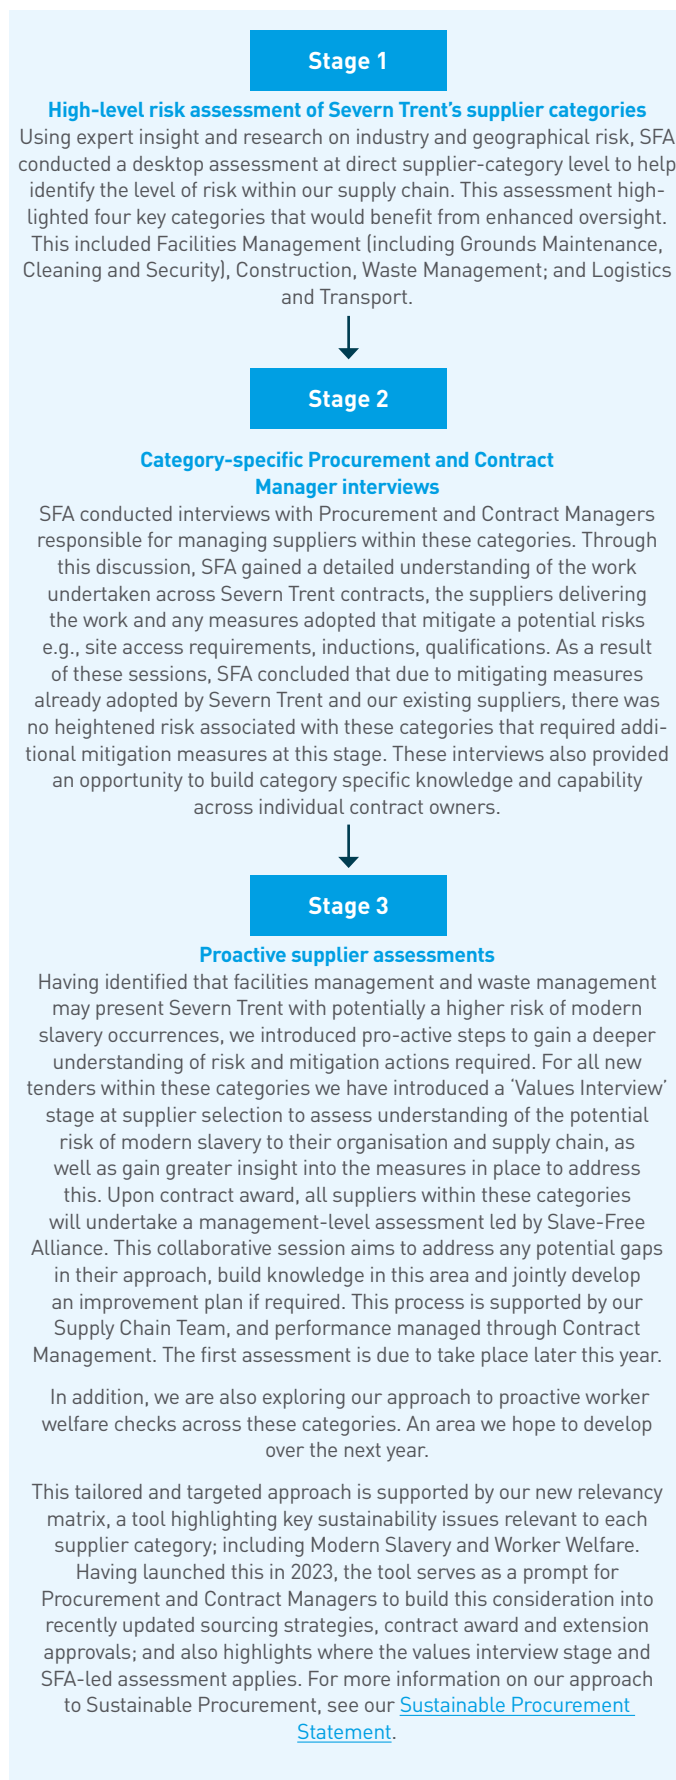 Stage 1
High-level risk assessment of Severn Trent's supplier categories
Using expert insight and research on industry and geographical risk, SFA
conducted a desktop assessment at direct supplier-category level to help
identify the level of risk within our supply chain. This assessment high-
lighted four key categories that would benefit from enhanced oversight.
This included Facilities Management (including Grounds Maintenance,
Cleaning and Security), Construction, Waste Management; and Logistics
and Transport.
Stage 2
Category-specific Procurement and Contract
Manager interviews
SFA conducted interviews with Procurement and Contract Managers
responsible for managing suppliers within these categories. Through
this discussion, SFA gained a detailed understanding of the work
undertaken across Severn Trent contracts, the suppliers delivering
the work and any measures adopted that mitigate a potential risks
e.g., site access requirements, inductions, qualifications. As a result
of these sessions, SFA concluded that due to mitigating measures
already adopted by Severn Trent and our existing suppliers, there was
no heightened risk associated with these categories that required addi-
tional mitigation measures at this stage. These interviews also provided
an opportunity to build category specific knowledge and capability
across individual contract owners.
Stage 3
Proactive supplier assessments
Having identified that facilities management and waste management
may present Severn Trent with potentially a higher risk of modern
slavery occurrences, we introduced pro-active steps to gain a deeper
understanding of risk and mitigation actions required. For all new
tenders within these categories we have introduced a 'Values Interview'
stage at supplier selection to assess understanding of the potential
risk of modern slavery to their organisation and supply chain, as
well as gain greater insight into the measures in place to address
this. Upon contract award, all suppliers within these categories
will undertake a management-level assessment led by Slave-Free
Alliance. This collaborative session aims to address any potential gaps
in their approach, build knowledge in this area and jointly develop
an improvement plan if required. This process is supported by our
Supply Chain Team, and performance managed through Contract
Management. The first assessment is due to take place later this year.
In addition, we are also exploring our approach to proactive worker
welfare checks across these categories. An area we hope to develop
over the next year.
This tailored and targeted approach is supported by our new relevancy
matrix, a tool highlighting key sustainability issues relevant to each
supplier category; including Modern Slavery and Worker Welfare.
Having launched this in 2023, the tool serves as a prompt for
Procurement and Contract Managers to build this consideration into
recently updated sourcing strategies, contract award and extension
approvals; and also highlights where the values interview stage and
SFA-led assessment applies. For more information on our approach
to Sustainable Procurement, see our Sustainable Procurement
Statement.